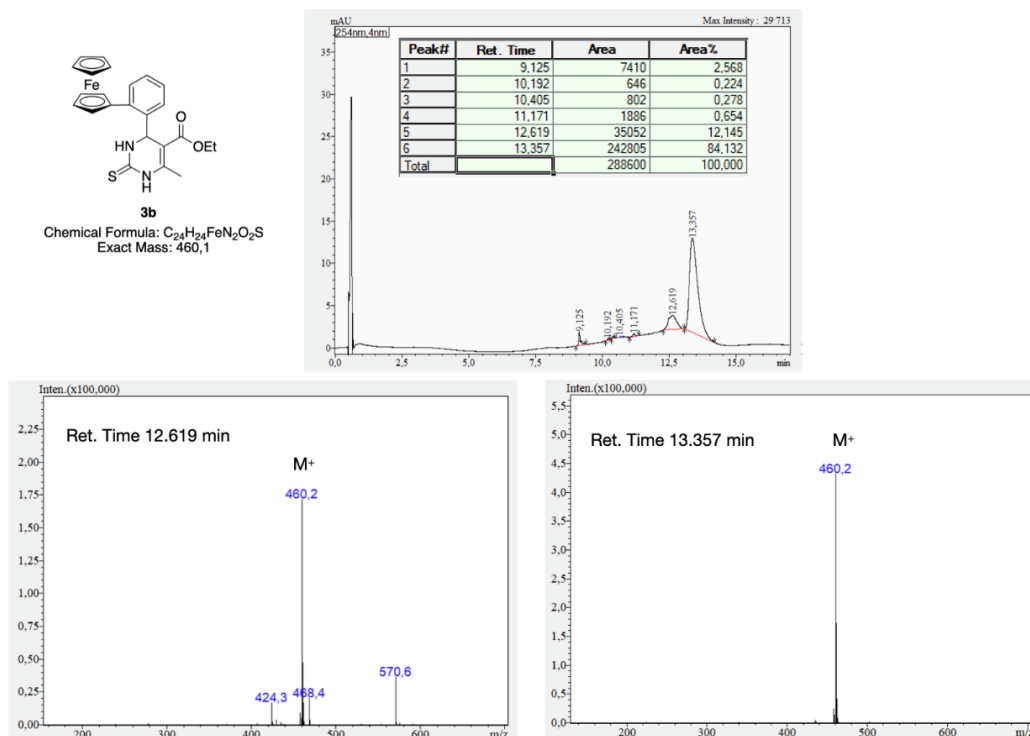 Fe
HN
O
OEt
S
N
H
3b
Chemical Formula: C₂₄H₂₄FeN₂O₂S
Exact Mass: 460,1
mAU
Max Intensity : 29 713
254nm,4nm
Peak# Ret. Time Area Area%
1 9,125 7410 2,568
2 10,192 646 0,224
3 10,405 802 0,278
4 11,171 1886 0,654
5 12,619 35052 12,145
6 13,357 242805 84,132
Total 288600 100,000
35
30
25
20
15
10
5
0
9,125
10,192
10,405
11,171
12,619
13,357
0,0 2,5 5,0 7,5 10,0 12,5 15,0 min
Inten.(x100,000)
Ret. Time 12.619 min
M⁺
460,2
424,3
468,4
570,6
2,25
2,00
1,75
1,50
1,25
1,00
0,75
0,50
0,25
0,00
200 400 600 m/z
Inten.(x100,000)
Ret. Time 13.357 min
M⁺
460,2
5,5
5,0
4,5
4,0
3,5
3,0
2,5
2,0
1,5
1,0
0,5
0,0
200 400 600 m/z